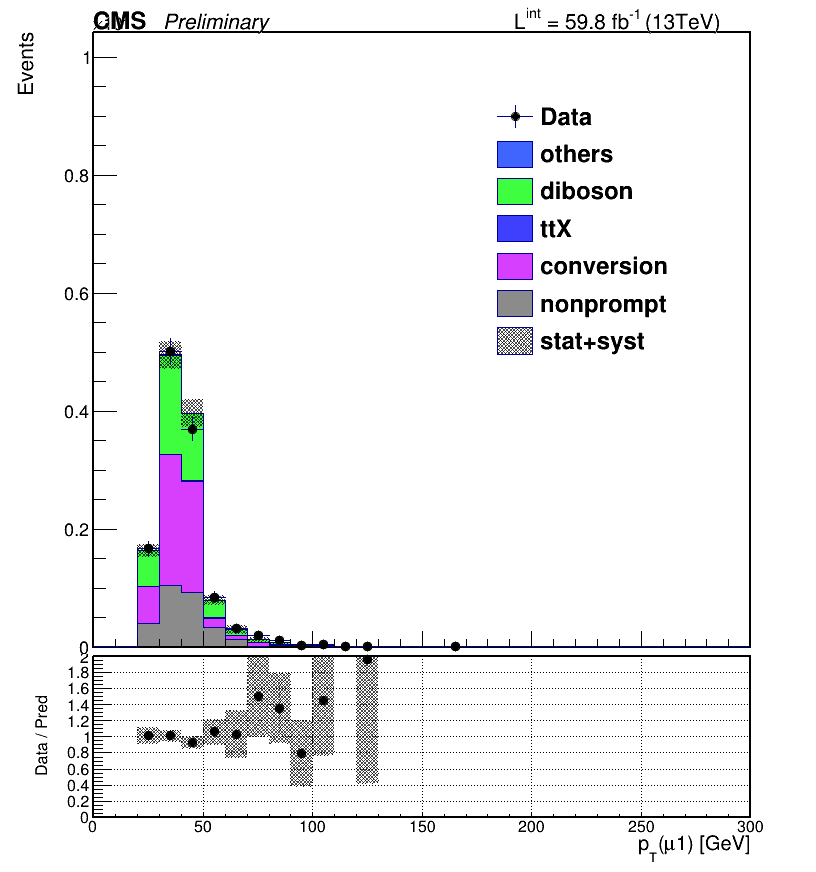 CMS Preliminary L^int = 59.8 fb^-1 (13TeV)
Events
1
0.8
0.6
0.4
0.2
0
Data
others
diboson
ttX
conversion
nonprompt
stat+syst
Data / Pred
2
1.8
1.6
1.4
1.2
1
0.8
0.6
0.4
0.2
0
0 50 100 150 200 250 300
p_T(μ1) [GeV]